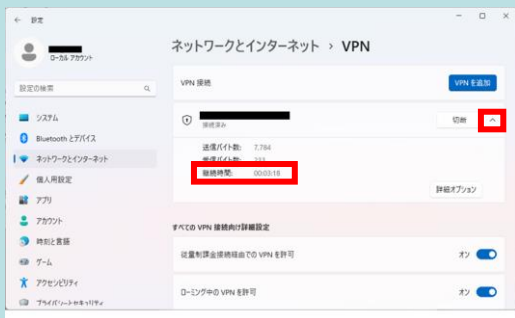 ← 設定
ローカル アカウント
設定の検索
システム
Bluetooth とデバイス
ネットワークとインターネット
個人用設定
アプリ
アカウント
時刻と言語
ゲーム
アクセシビリティ
プライバシーとセキュリティ
ネットワークとインターネット › VPN
VPN 接続
VPN を追加
接続済み
切断
送信バイト数: 7,784
受信バイト数: 233
継続時間: 00:03:18
詳細オプション
すべての VPN 接続向け詳細設定
従量制課金接続経由での VPN を許可
オン
ローミング中の VPN を許可
オン